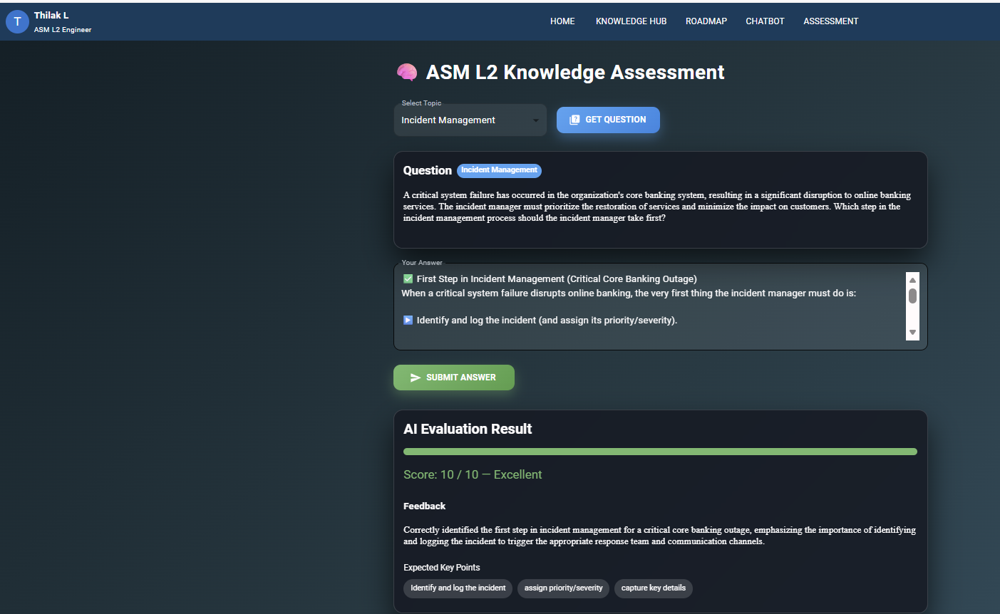 T
Thilak L
ASM L2 Engineer
HOME
KNOWLEDGE HUB
ROADMAP
CHATBOT
ASSESSMENT
🧠 ASM L2 Knowledge Assessment
Select Topic
Incident Management
GET QUESTION
Question
Incident Management
A critical system failure has occurred in the organization's core banking system, resulting in a significant disruption to online banking
services. The incident manager must prioritize the restoration of services and minimize the impact on customers. Which step in the
incident management process should the incident manager take first?
Your Answer
✅ First Step in Incident Management (Critical Core Banking Outage)
When a critical system failure disrupts online banking, the very first thing the incident manager must do is:
▶️ Identify and log the incident (and assign its priority/severity).
SUBMIT ANSWER
AI Evaluation Result
Score: 10 / 10 — Excellent
Feedback
Correctly identified the first step in incident management for a critical core banking outage, emphasizing the importance of identifying
and logging the incident to trigger the appropriate response team and communication channels.
Expected Key Points
Identify and log the incident
assign priority/severity
capture key details